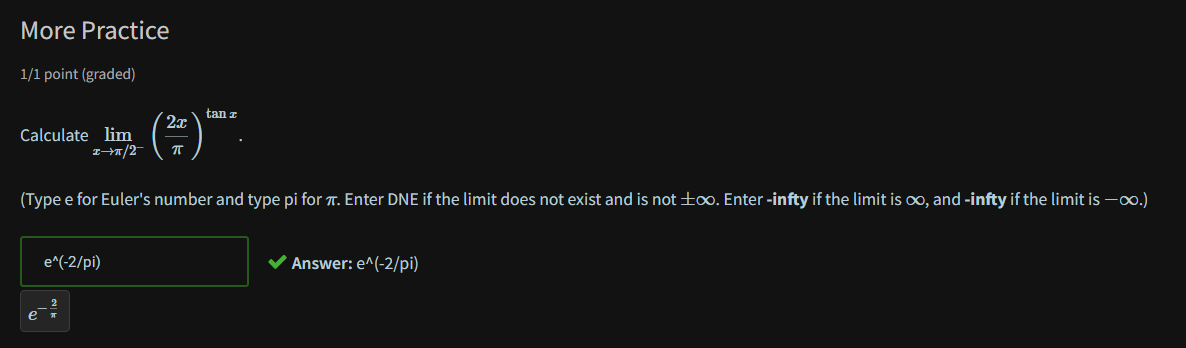 More Practice
1/1 point (graded)
Calculate lim x→π/2⁻ (2x/π)^tan x .
(Type e for Euler's number and type pi for π. Enter DNE if the limit does not exist and is not ±∞. Enter -infty if the limit is ∞, and -infty if the limit is −∞.)
e^(-2/pi)  ✔ Answer: e^(-2/pi)
e^(−2/π)